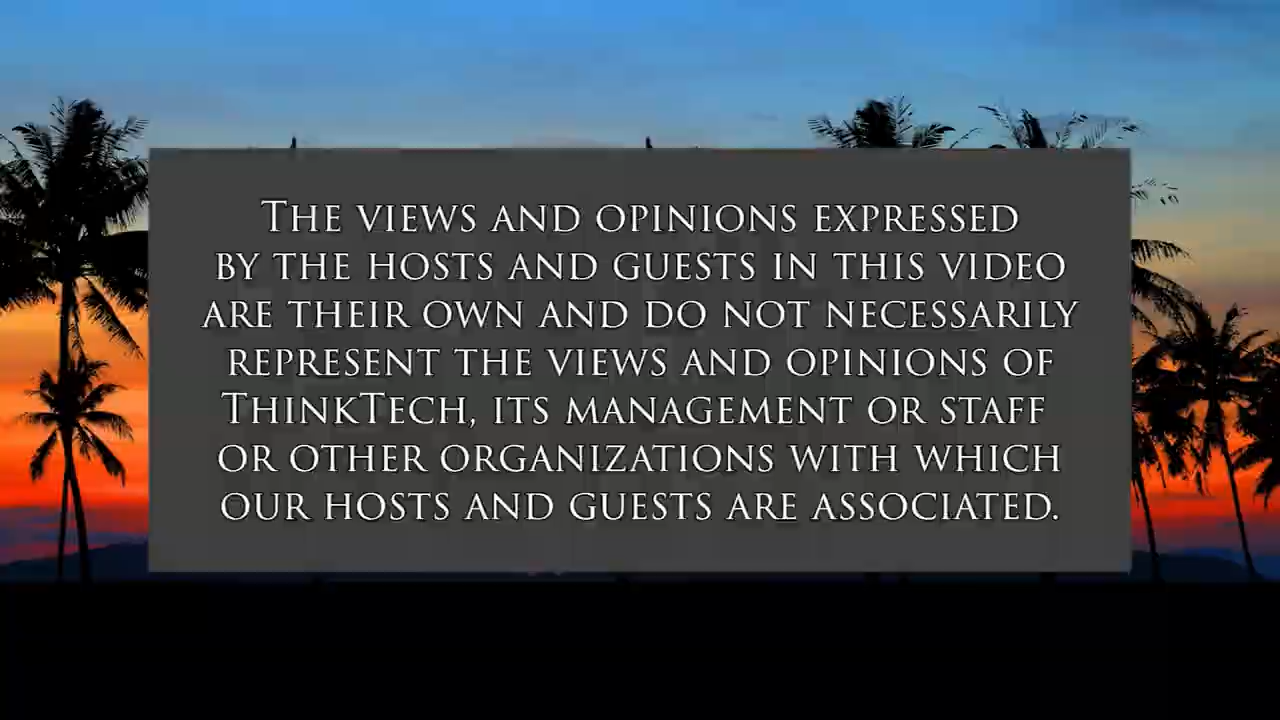 The views and opinions expressed
by the hosts and guests in this video
are their own and do not necessarily
represent the views and opinions of
ThinkTech, its management or staff
or other organizations with which
our hosts and guests are associated.